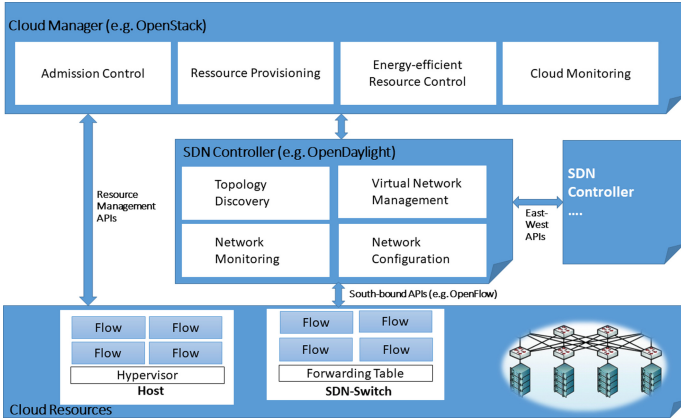 Cloud Manager (e.g. OpenStack)
Admission Control
Ressource Provisioning
Energy-efficient
Resource Control
Cloud Monitoring
SDN Controller (e.g. OpenDaylight)
Topology
Discovery
Virtual Network
Management
Network
Monitoring
Network
Configuration
Resource
Management
APIs
East-
West
APIs
SDN
Controller
....
South-bound APIs (e.g. OpenFlow)
Flow
Flow
Flow
Flow
Hypervisor
Host
Flow
Flow
Flow
Flow
Forwarding Table
SDN-Switch
Cloud Resources